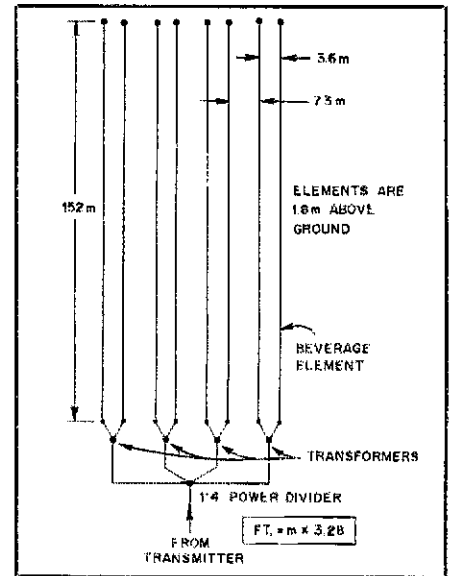 3.6m
7.3m
ELEMENTS ARE
1.8m ABOVE
GROUND
152m
BEVERAGE
ELEMENT
TRANSFORMERS
1:4 POWER DIVIDER
FROM
TRANSMITTER
FT. = m × 3.28